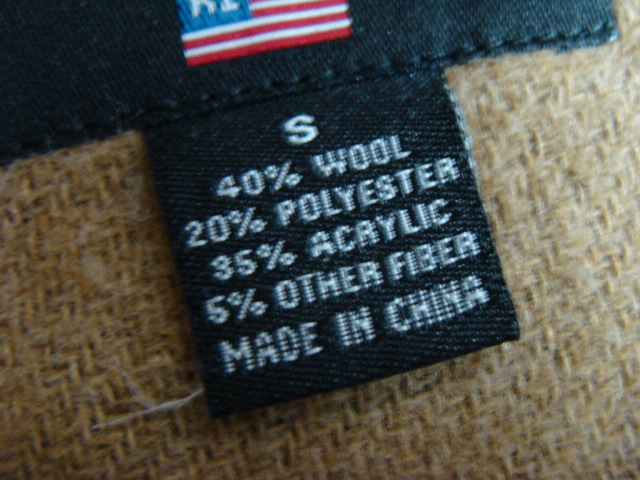 S
40% WOOL
20% POLYESTER
35% ACRYLIC
5% OTHER FIBER
MADE IN CHINA